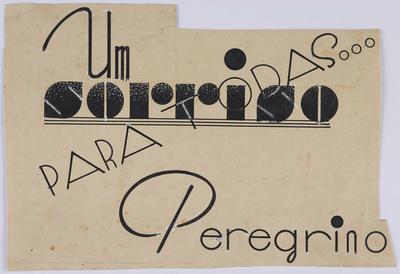 Um
sorriso
PARA TODAS...
Peregrino